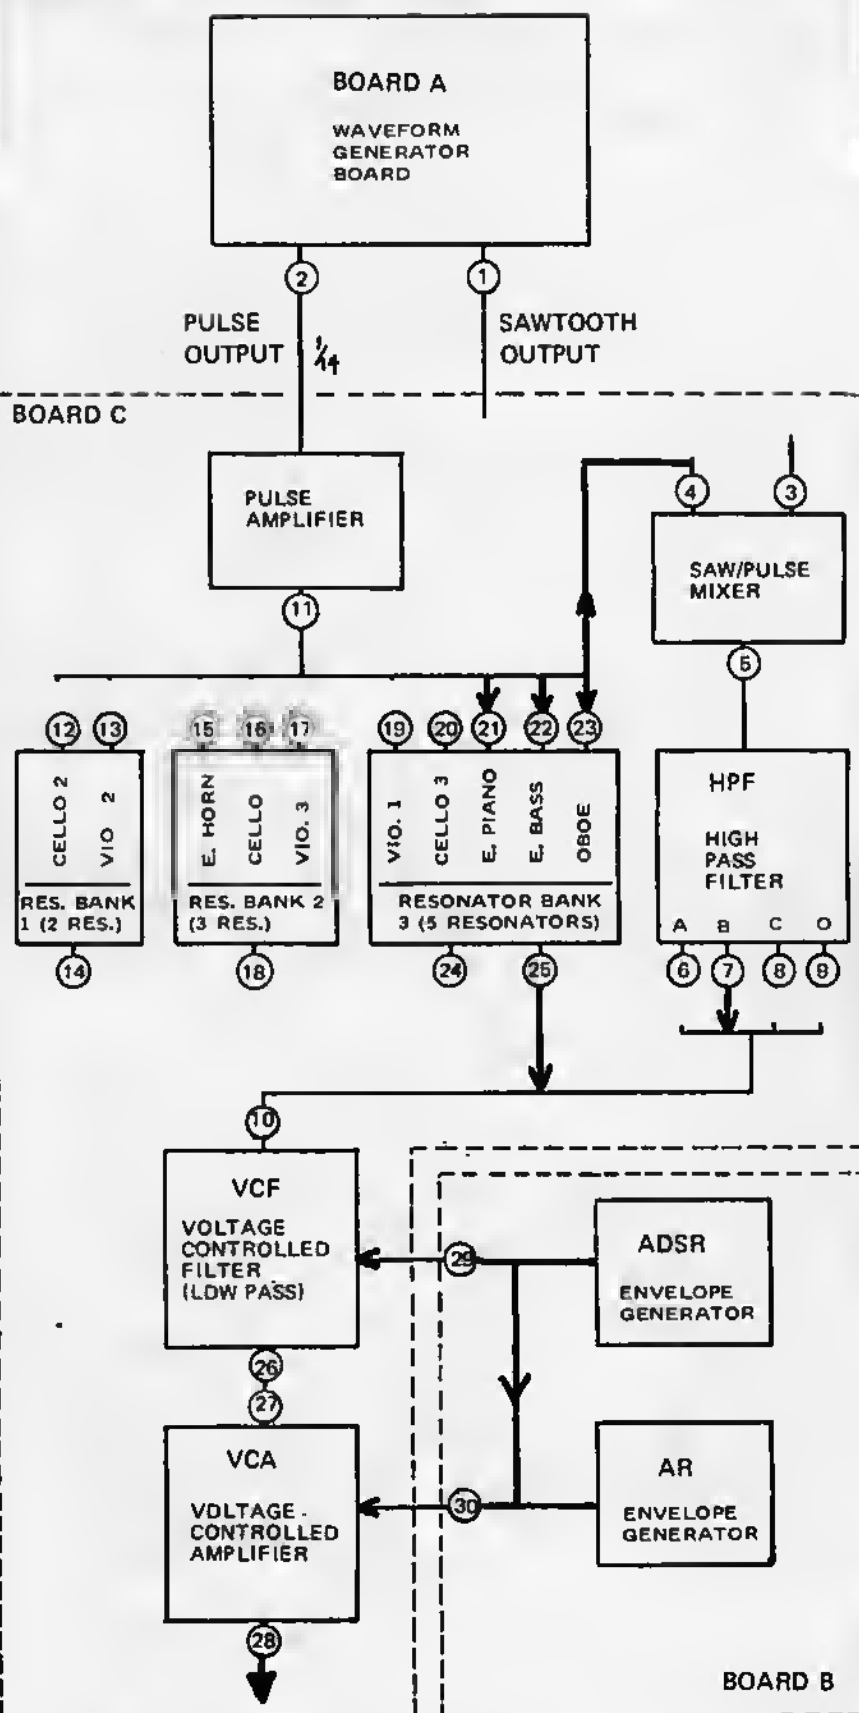 BOARD A
WAVEFORM
GENERATOR
BOARD
2
1
PULSE
OUTPUT
SAWTOOTH
OUTPUT
BOARD C
PULSE
AMPLIFIER
4
3
SAW/PULSE
MIXER
11
5
12
13
15
16
17
19
20
21
22
23
CELLO 2
VIO 2
E. HORN
CELLO
VIO. 3
VIO. 1
CELLO 3
E. PIANO
E. BASS
OBOE
RES. BANK
1 (2 RES.)
RES. BANK 2
(3 RES.)
RESONATOR BANK
3 (5 RESONATORS)
HPF
HIGH
PASS
FILTER
A B C O
14
18
24
25
6
7
8
9
10
VCF
VOLTAGE
CONTROLLED
FILTER
(LOW PASS)
29
ADSR
ENVELOPE
GENERATOR
26
27
VCA
VOLTAGE -
CONTROLLED
AMPLIFIER
30
AR
ENVELOPE
GENERATOR
28
BOARD B